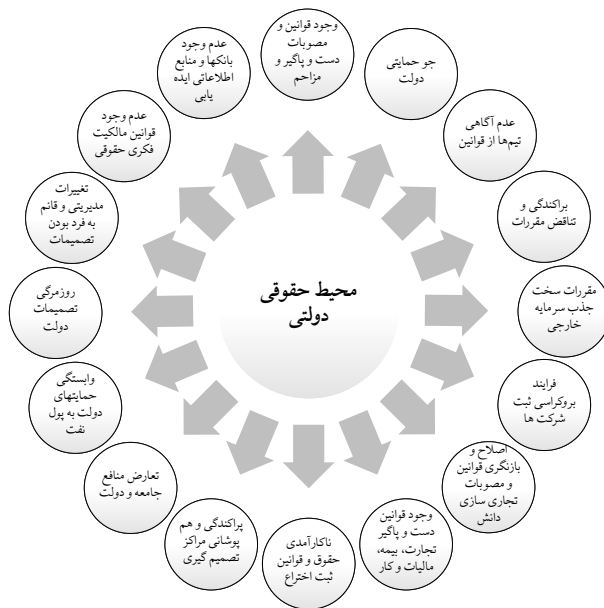 محیط حقوقی
دولتی
وجود قوانین و
مصوبات
دست و پاگیر و
مزاحم
جو حمایتی
دولت
عدم آگاهی
تیم‌ها از قوانین
براکندگی و
تناقض مقررات
مقررات سخت
جذب سرمایه
خارجی
فرایند
بروکراسی ثبت
شرکت ها
اصلاح و
بازنگری قوانین
و مصوبات
تجاری سازی
دانش
وجود قوانین
دست و پاگیر
تجارت، بیمه،
مالیات و کار
ناکارآمدی
حقوق و قوانین
ثبت اختراع
پراکندگی و هم
پوشانی مراکز
تصمیم گیری
تعارض منافع
جامعه و دولت
وابستگی
حمایتهای
دولت به پول
نفت
روزمرگی
تصمیمات
دولت
تغییرات
مدیریتی و قائم
به فرد بودن
تصمیمات
عدم وجود
قوانین مالکیت
فکری حقوقی
عدم وجود
بانکها و منابع
اطلاعاتی ایده
یابی